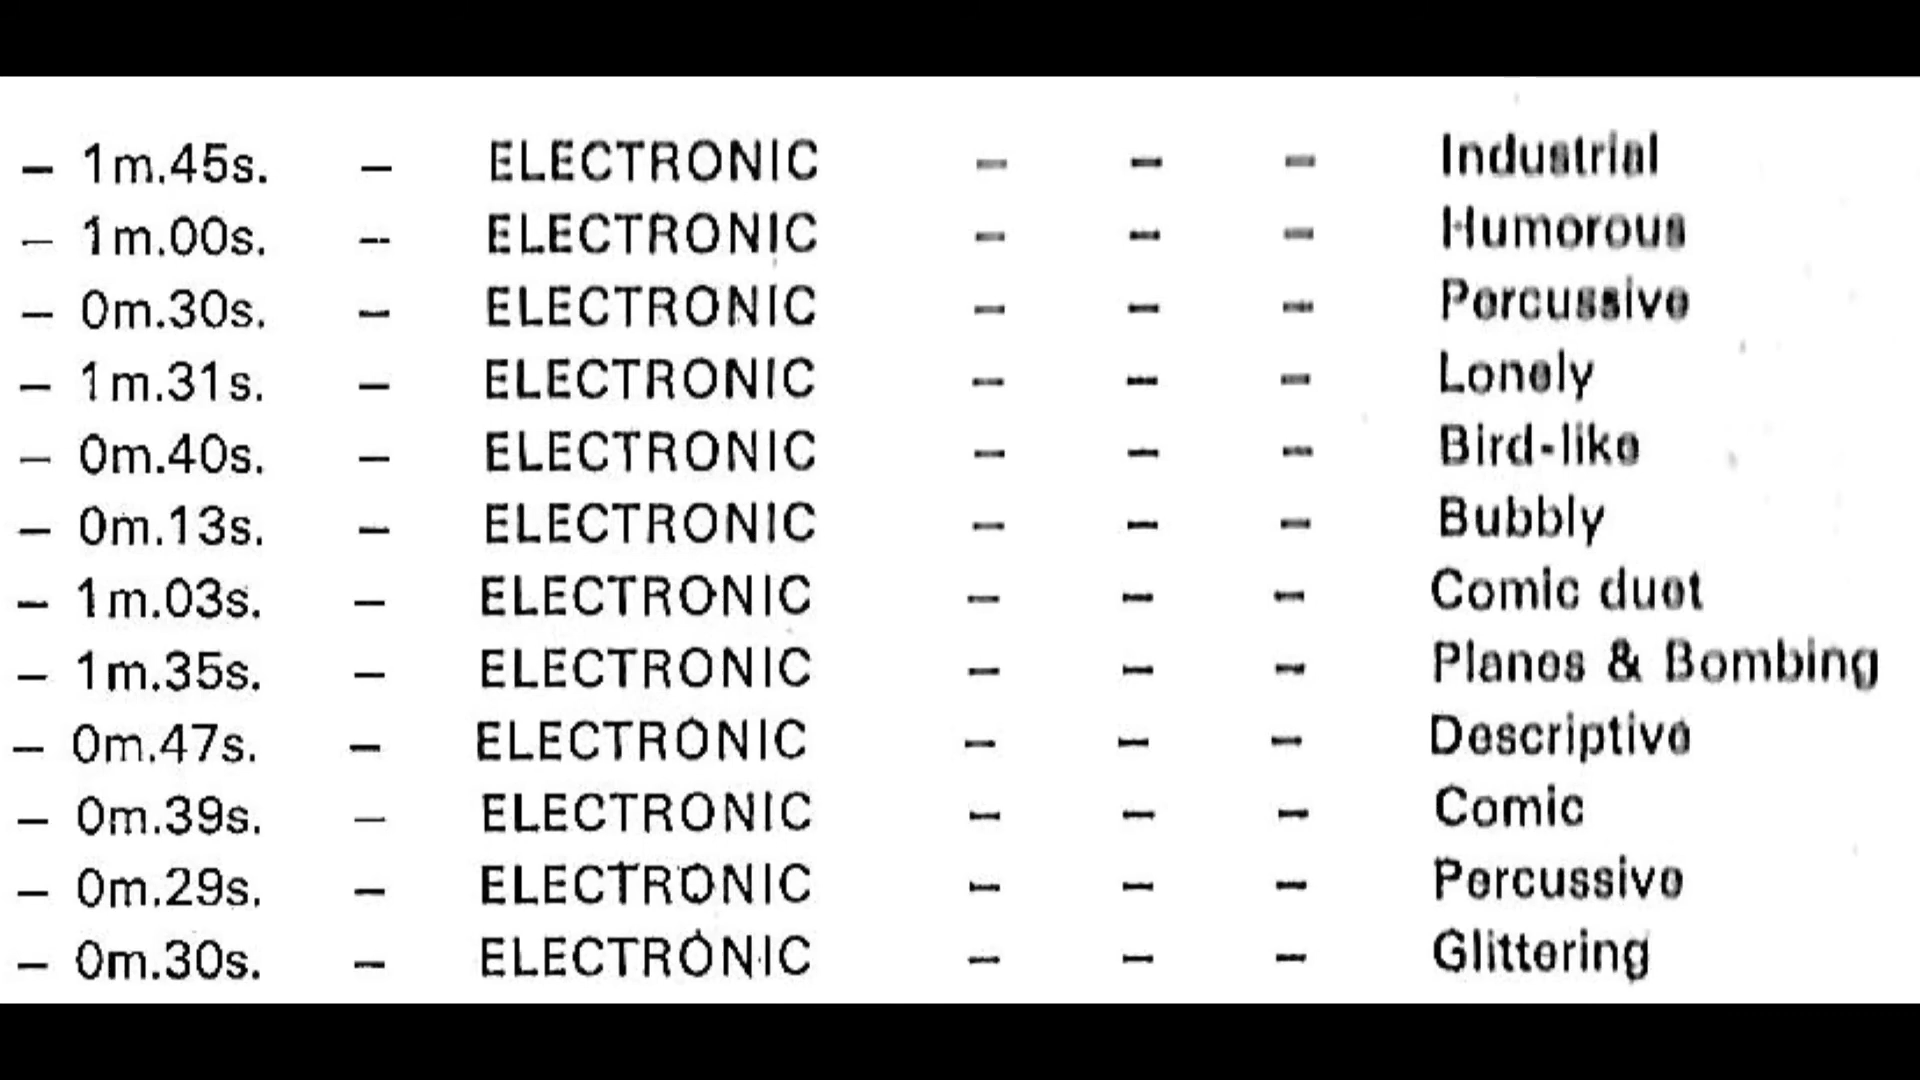 – 1m.45s. – ELECTRONIC – – – Industrial
– 1m.00s. -- ELECTRONIC – – – Humorous
– 0m.30s. – ELECTRONIC – – – Percussive
– 1m.31s. – ELECTRONIC – – – Lonely
– 0m.40s. – ELECTRONIC – – – Bird-like
– 0m.13s. – ELECTRONIC – – – Bubbly
– 1m.03s. – ELECTRONIC – – – Comic duet
– 1m.35s. – ELECTRONIC – – – Planes & Bombing
– 0m.47s. – ELECTRONIC – – – Descriptive
– 0m.39s. – ELECTRONIC – – – Comic
– 0m.29s. – ELECTRONIC – – – Percussive
– 0m.30s. – ELECTRONIC – – – Glittering